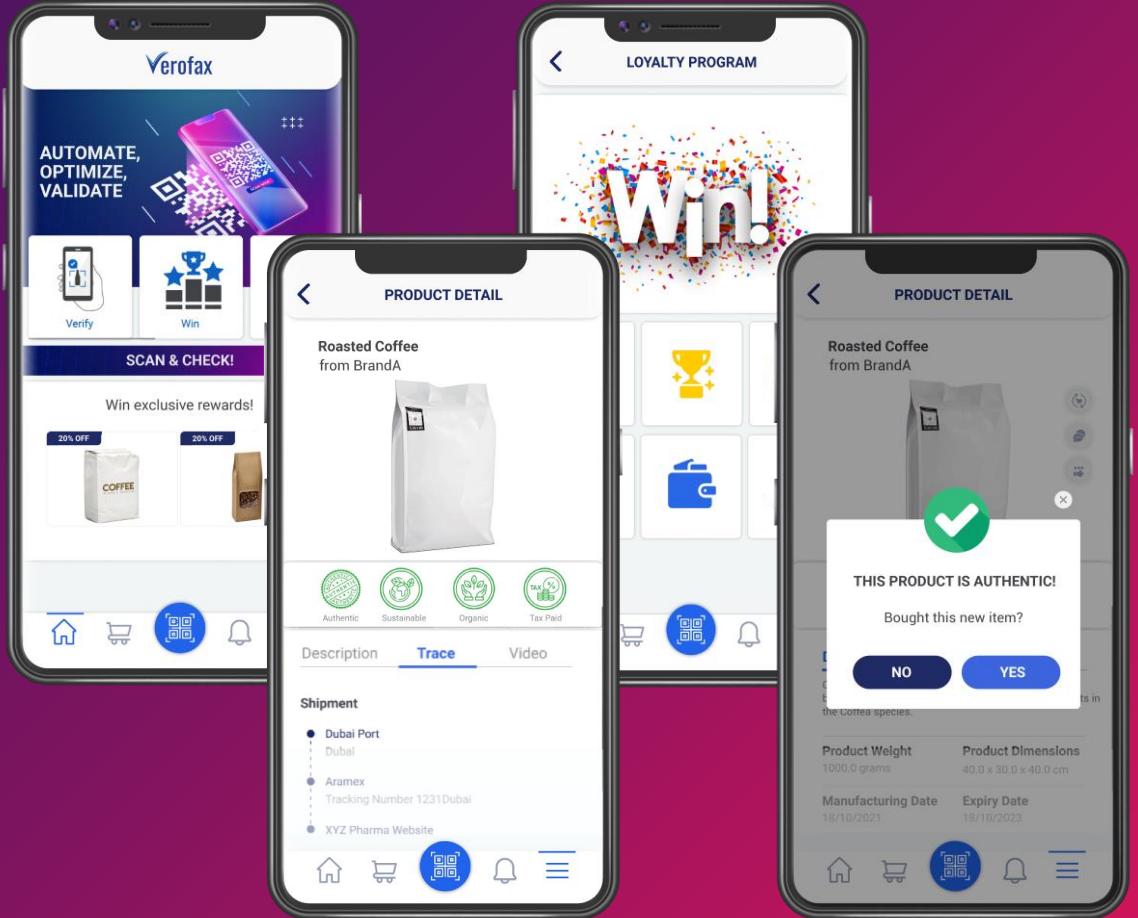 Verofax
AUTOMATE,
OPTIMIZE,
VALIDATE
Verify
Win
SCAN & CHECK!
Win exclusive rewards!
20% OFF
20% OFF
COFFEE
PRODUCT DETAIL
Roasted Coffee
from BrandA
Authentic
Sustainable
Organic
TAX %
Tax Paid
Description Trace Video
Shipment
Dubai Port
Dubai
Aramex
Tracking Number 1231Dubai
XYZ Pharma Website
LOYALTY PROGRAM
Win!
PRODUCT DETAIL
Roasted Coffee
from BrandA
THIS PRODUCT IS AUTHENTIC!
Bought this new item?
NO
YES
the Coffea species.
Product Weight
1000.0 grams
Product Dimensions
40.0 x 30.0 x 40.0 cm
Manufacturing Date
18/10/2021
Expiry Date
18/10/2023